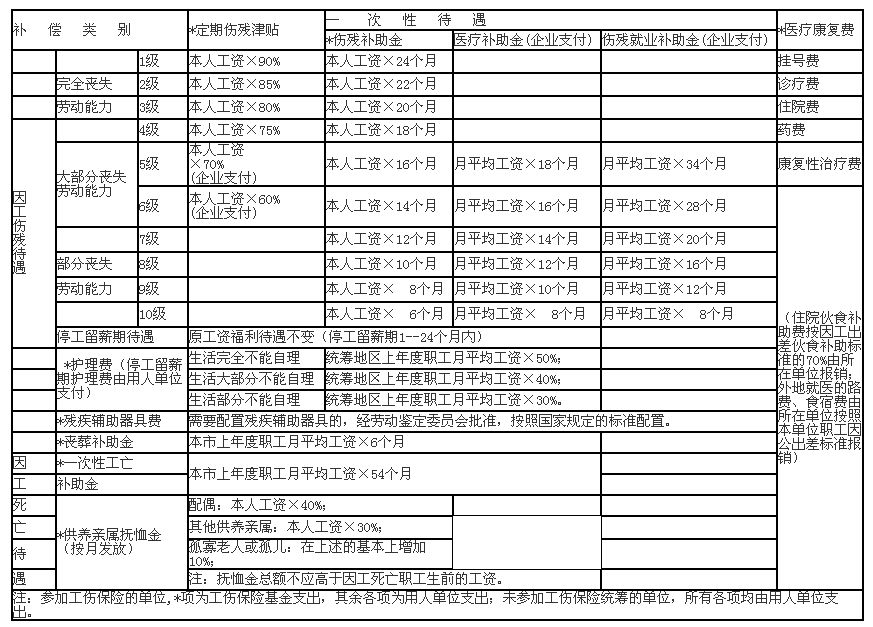 补 偿 类 别 *定期伤残津贴 一 次 性 待 遇 *医疗康复费
*伤残补助金 医疗补助金(企业支付) 伤残就业补助金(企业支付)
1级 本人工资×90% 本人工资×24个月 挂号费
完全丧失 2级 本人工资×85% 本人工资×22个月 诊疗费
劳动能力 3级 本人工资×80% 本人工资×20个月 住院费
4级 本人工资×75% 本人工资×18个月 药费
因工伤残待遇
大部分丧失
劳动能力
5级 本人工资
×70%
(企业支付)
本人工资×16个月 月平均工资×18个月 月平均工资×34个月 康复性治疗费
6级 本人工资×60%
(企业支付)
本人工资×14个月 月平均工资×16个月 月平均工资×28个月
7级 本人工资×12个月 月平均工资×14个月 月平均工资×20个月
部分丧失 8级 本人工资×10个月 月平均工资×12个月 月平均工资×16个月
劳动能力 9级 本人工资× 8个月 月平均工资×10个月 月平均工资×12个月
10级 本人工资× 6个月 月平均工资× 8个月 月平均工资× 8个月
停工留薪期待遇 原工资福利待遇不变（停工留薪期1--24个月内）
*护理费（停工留薪
期护理费由用人单位
支付）
生活完全不能自理 统筹地区上年度职工月平均工资×50%;
生活大部分不能自理 统筹地区上年度职工月平均工资×40%;
生活部分不能自理 统筹地区上年度职工月平均工资×30%。
*残疾辅助器具费 需要配置残疾辅助器具的，经劳动鉴定委员会批准，按照国家规定的标准配置。
（住院伙食补
助费按因工出
差伙食补助标
准的70%由所
在单位报销；
外地就医的路
费、食宿费由
所在单位按照
本单位职工因
公出差标准报
销）
*丧葬补助金 本市上年度职工月平均工资×6个月
因 *一次性工亡
工 补助金
本市上年度职工月平均工资×54个月
死
亡
待
遇
*供养亲属抚恤金
（按月发放）
配偶：本人工资×40%;
其他供养亲属：本人工资×30%;
孤寡老人或孤儿：在上述的基本上增加
10%;
注：抚恤金总额不应高于因工死亡职工生前的工资。
注：参加工伤保险的单位,*项为工伤保险基金支出，其余各项为用人单位支出；未参加工伤保险统筹的单位，所有各项均由用人单位支
出。